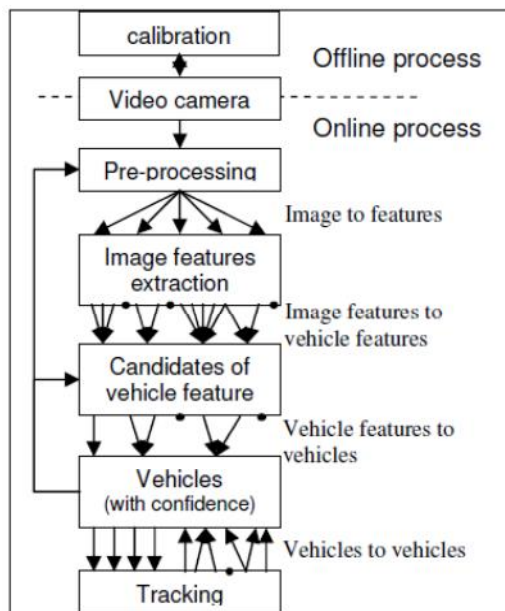 calibration
Offline process
Video camera
Online process
Pre-processing
Image to features
Image features
extraction
Image features to
vehicle features
Candidates of
vehicle feature
Vehicle features to
vehicles
Vehicles
(with confidence)
Vehicles to vehicles
Tracking